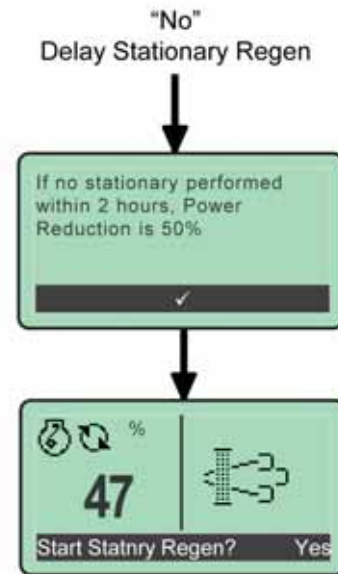 “No”
Delay Stationary Regen
If no stationary performed
within 2 hours, Power
Reduction is 50%
✓
%
47
Start Statnry Regen? Yes